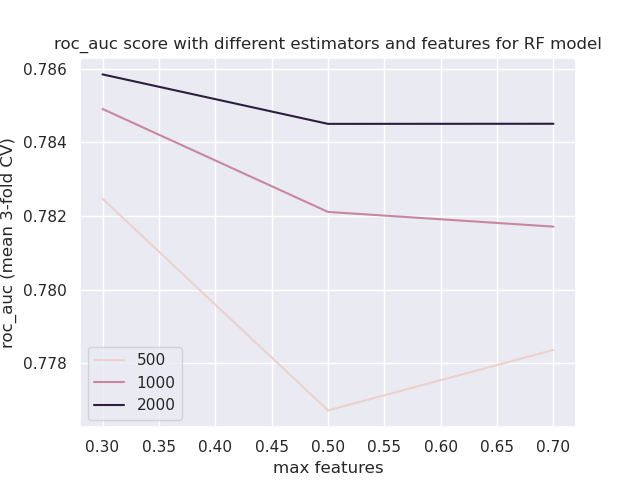 roc_auc score with different estimators and features for RF model
roc_auc (mean 3-fold CV)
0.786
0.784
0.782
0.780
0.778
500
1000
2000
0.30 0.35 0.40 0.45 0.50 0.55 0.60 0.65 0.70
max features